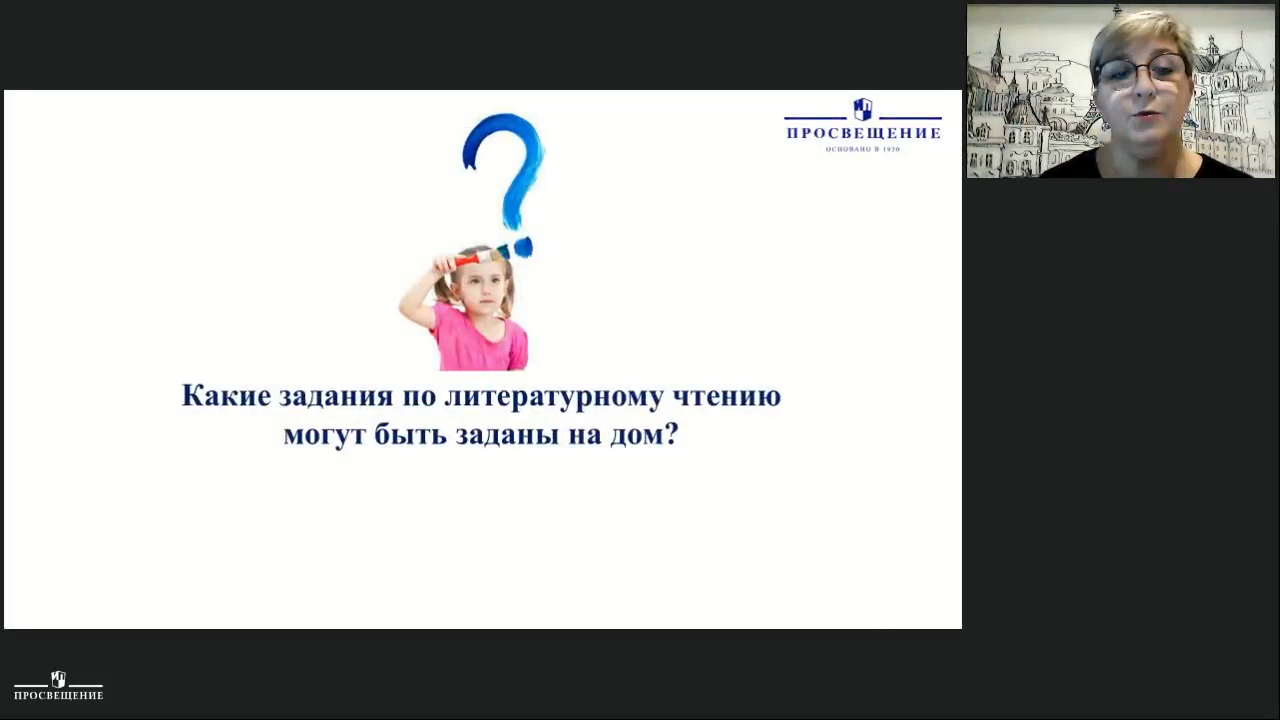 ПРОСВЕЩЕНИЕ
ОСНОВАНО В 1930
Какие задания по литературному чтению
могут быть заданы на дом?
ПРОСВЕЩЕНИЕ